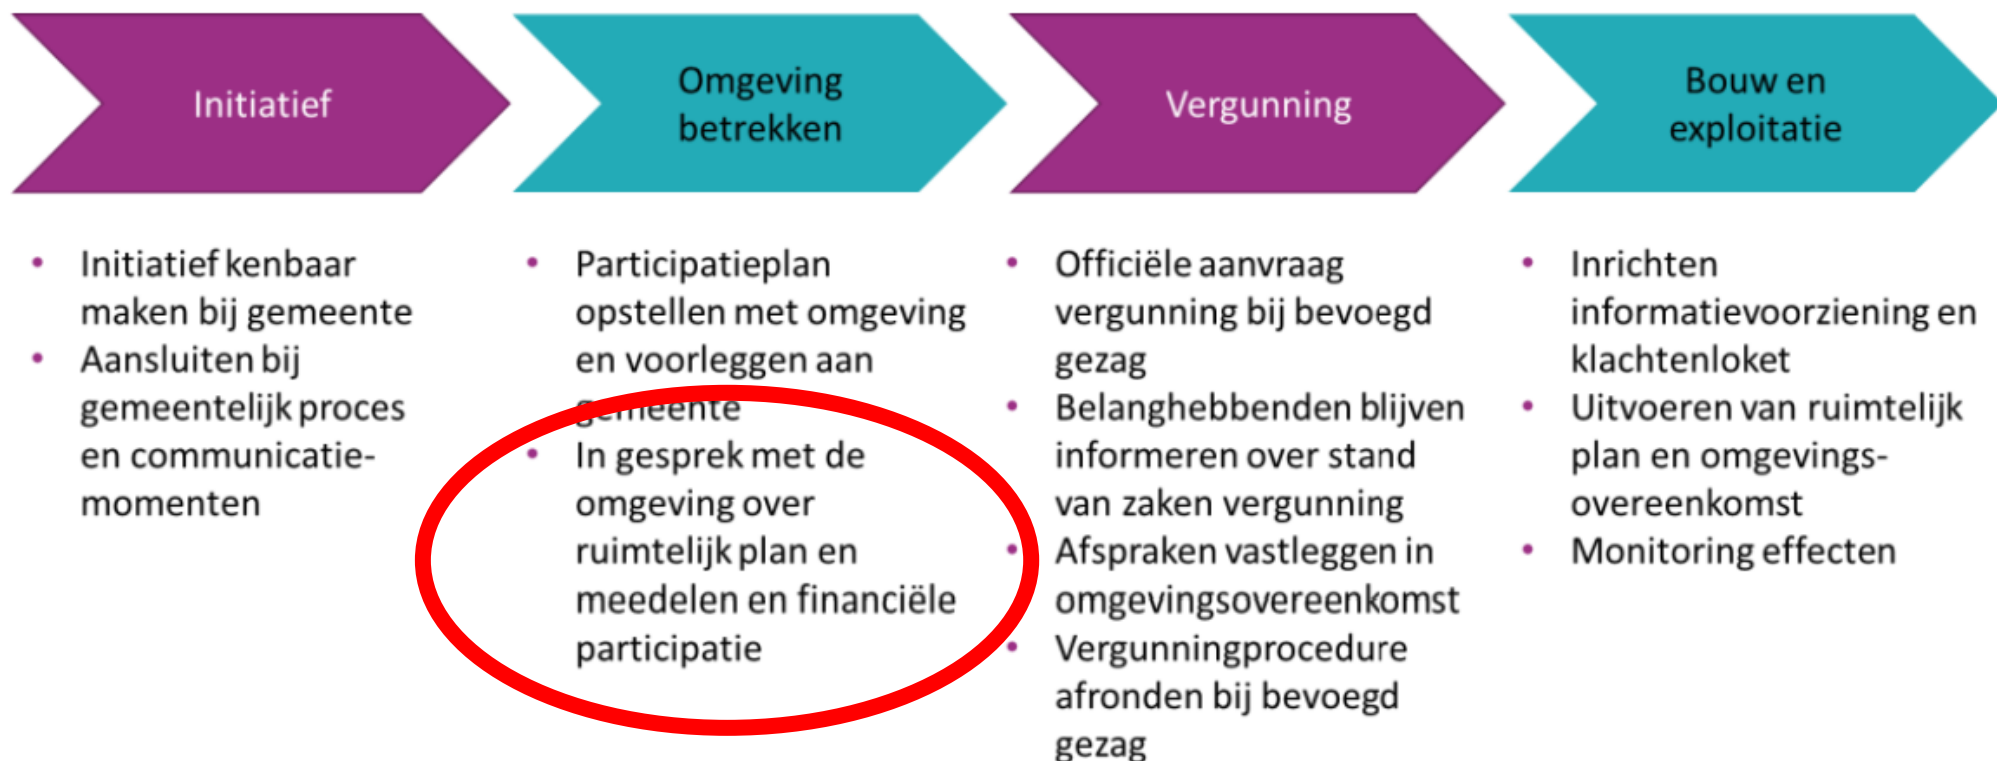 Initiatief
Omgeving
betrekken
Vergunning
Bouw en
exploitatie
• Initiatief kenbaar
maken bij gemeente
• Aansluiten bij
gemeentelijk proces
en communicatie-
momenten
• Participatieplan
opstellen met omgeving
en voorleggen aan
gemeente
• In gesprek met de
omgeving over
ruimtelijk plan en
meedelen en financiële
participatie
• Officiële aanvraag
vergunning bij bevoegd
gezag
• Belanghebbenden blijven
informeren over stand
van zaken vergunning
• Afspraken vastleggen in
omgevingsovereenkomst
• Vergunningprocedure
afronden bij bevoegd
gezag
• Inrichten
informatievoorziening en
klachtenloket
• Uitvoeren van ruimtelijk
plan en omgevings-
overeenkomst
• Monitoring effecten